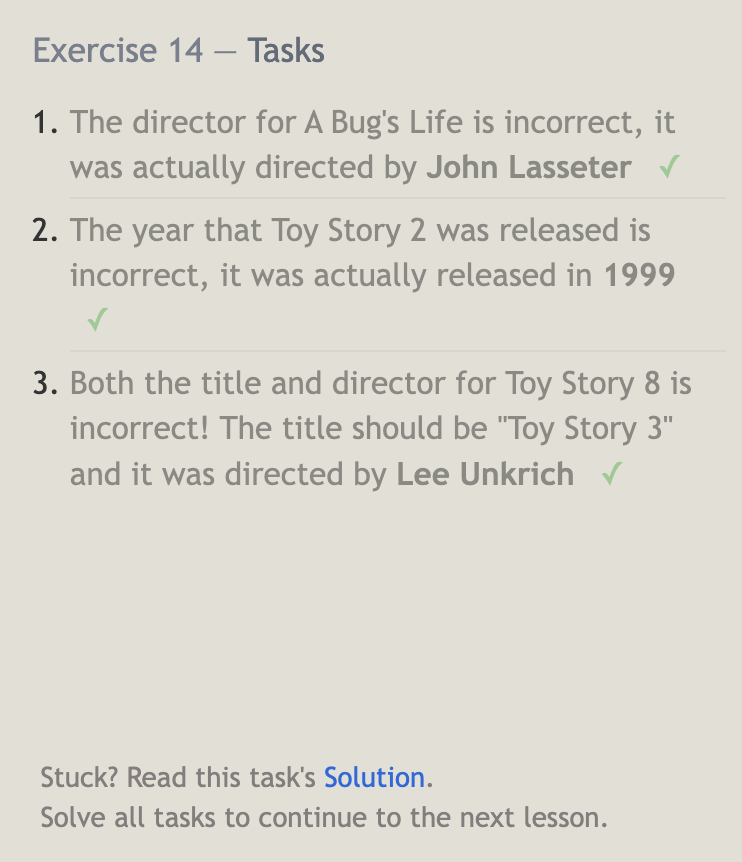 Exercise 14 — Tasks
1. The director for A Bug's Life is incorrect, it
was actually directed by John Lasseter ✓
2. The year that Toy Story 2 was released is
incorrect, it was actually released in 1999
✓
3. Both the title and director for Toy Story 8 is
incorrect! The title should be "Toy Story 3"
and it was directed by Lee Unkrich ✓
Stuck? Read this task's Solution.
Solve all tasks to continue to the next lesson.